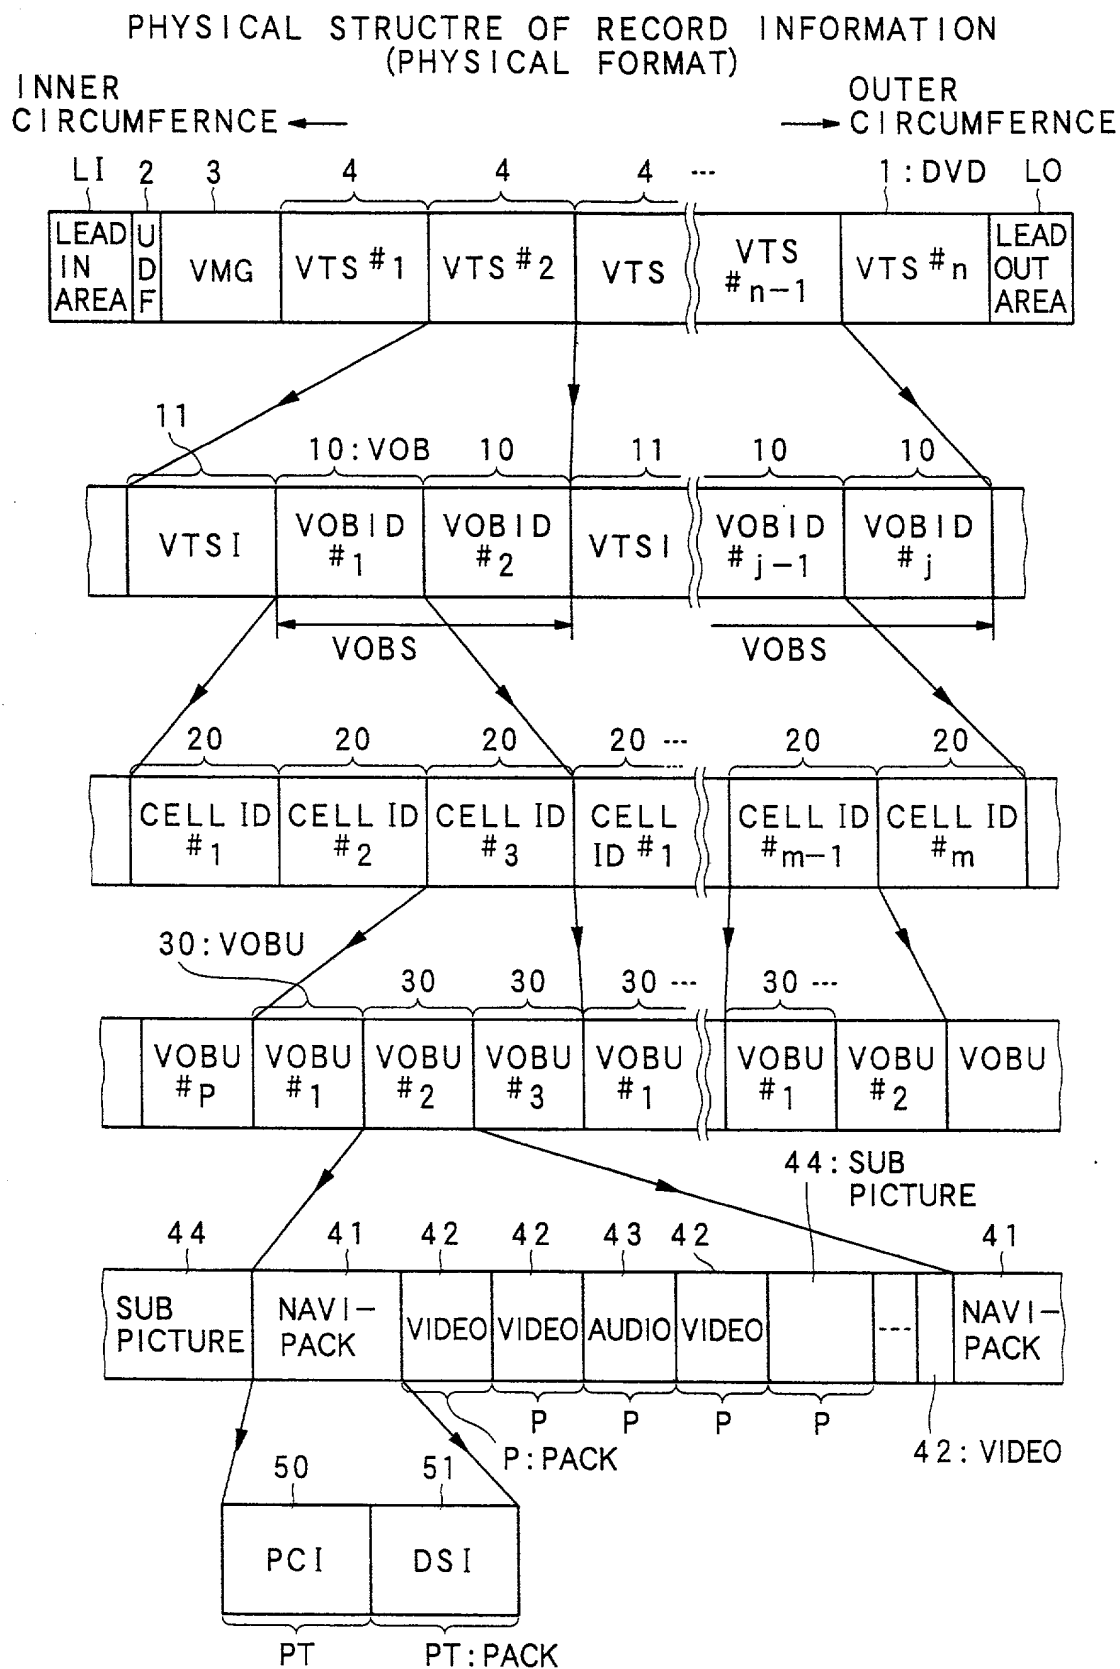 PHYSICAL STRUCTRE OF RECORD INFORMATION
(PHYSICAL FORMAT)
INNER
CIRCUMFERNCE
OUTER
CIRCUMFERNCE
LI 2 3 4 4 4 --- 1:DVD LO
LEAD IN AREA
UDF
VMG
VTS #1
VTS #2
VTS
VTS #n-1
VTS #n
LEAD OUT AREA
11 10:VOB 10 11 10 10
VTSI
VOBID #1
VOBID #2
VTSI
VOBID #j-1
VOBID #j
VOBS
VOBS
20 20 20 20 --- 20 20
CELL ID #1
CELL ID #2
CELL ID #3
CELL ID #1
CELL ID #m-1
CELL ID #m
30:VOBU
30 30 30 --- 30 ---
VOBU #P
VOBU #1
VOBU #2
VOBU #3
VOBU #1
VOBU #1
VOBU #2
VOBU
44:SUB PICTURE
44 41 42 42 43 42 41
SUB PICTURE
NAVI-PACK
VIDEO
VIDEO
AUDIO
VIDEO
---
NAVI-PACK
P P P P
P:PACK
42:VIDEO
50 51
PCI
DSI
PT
PT:PACK